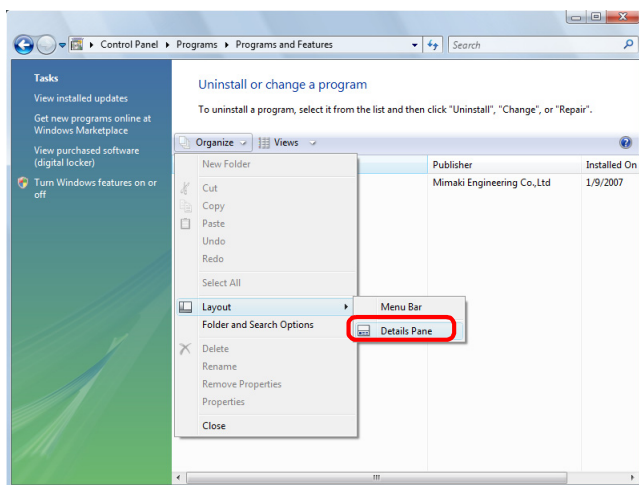 Control Panel ▸ Programs ▸ Programs and Features
Search
Tasks
View installed updates
Get new programs online at
Windows Marketplace
View purchased software
(digital locker)
Turn Windows features on or
off
Uninstall or change a program
To uninstall a program, select it from the list and then click "Uninstall", "Change", or "Repair".
Organize
Views
Publisher
Installed On
Mimaki Engineering Co.,Ltd
1/9/2007
New Folder
Cut
Copy
Paste
Undo
Redo
Select All
Layout
Folder and Search Options
Delete
Rename
Remove Properties
Properties
Close
Menu Bar
Details Pane